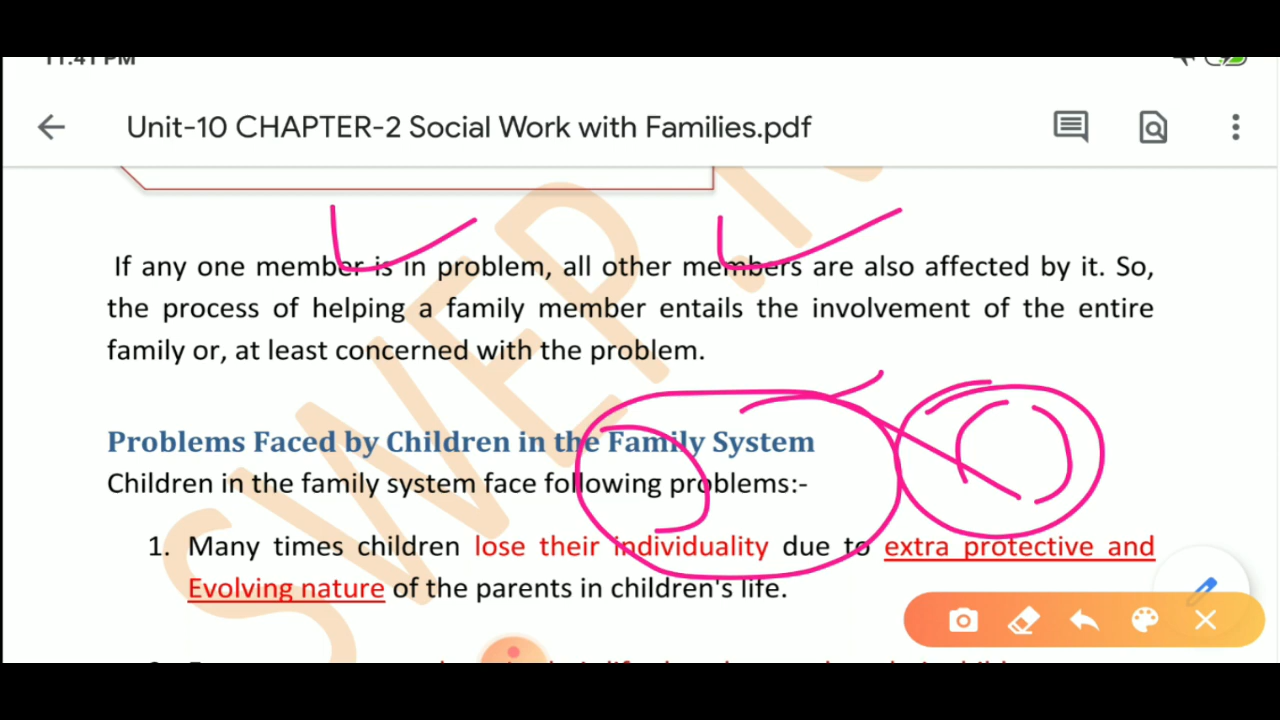 11:41 PM
Unit-10 CHAPTER-2 Social Work with Families.pdf
If any one member is in problem, all other members are also affected by it. So,
the process of helping a family member entails the involvement of the entire
family or, at least concerned with the problem.
Problems Faced by Children in the Family System
Children in the family system face following problems:-
1. Many times children lose their individuality due to extra protective and
Evolving nature of the parents in children's life.